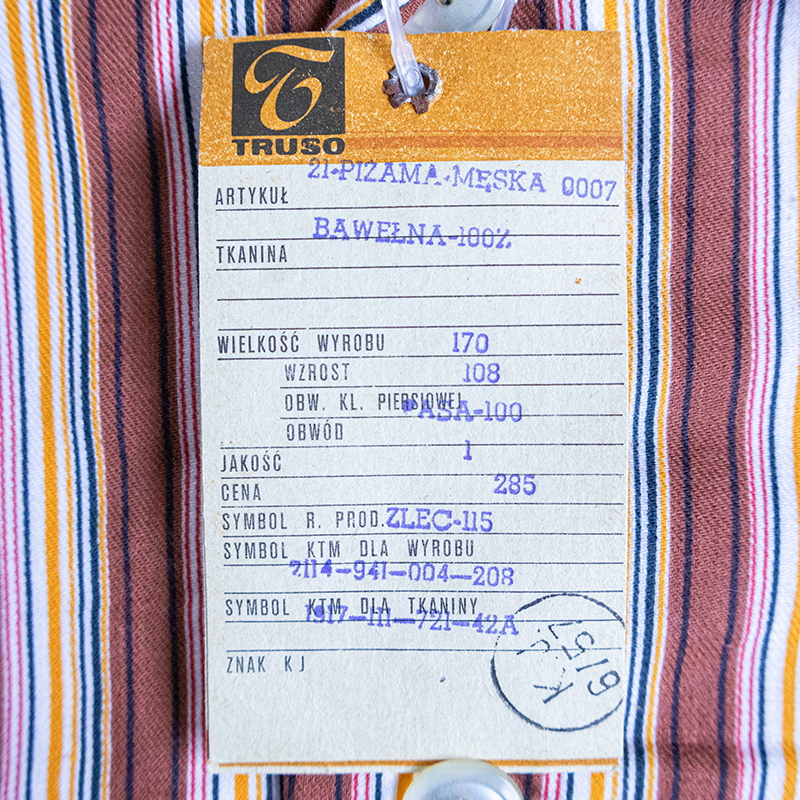 TRUSO
21-PIŻAMA-MĘSKA 0007
ARTYKUŁ
BAWEŁNA-100%
TKANINA
WIELKOŚĆ WYROBU 170
WZROST 108
OBW. KL. PIERSIOWEJ
PASA-100
OBWÓD
JAKOŚĆ 1
CENA 285
SYMBOL R. PROD. ZLEC-115
SYMBOL KTM DLA WYROBU
2114-941-004-208
SYMBOL KTM DLA TKANINY
1917-111-721-42A
ZNAK KJ